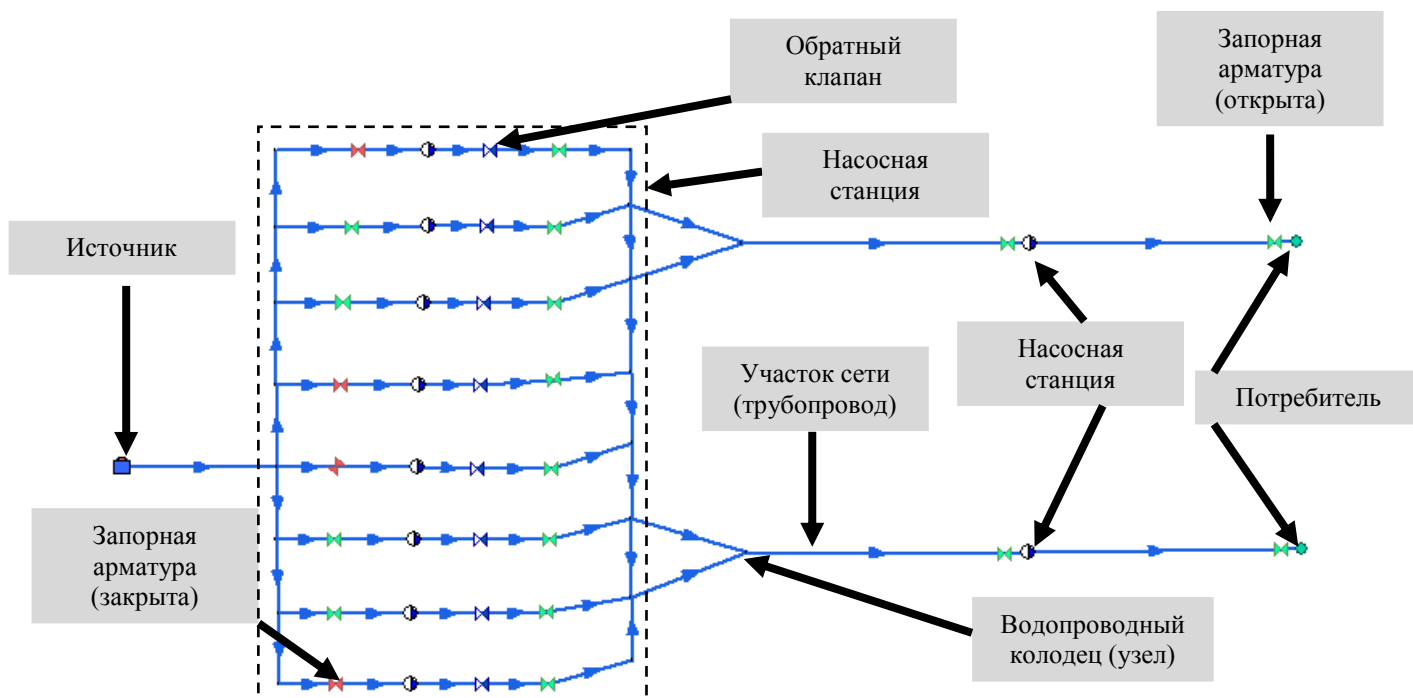 Обратный
клапан
Запорная
арматура
(открыта)
Насосная
станция
Источник
Насосная
станция
Участок сети
(трубопровод)
Потребитель
Запорная
арматура
(закрыта)
Водопроводный
колодец (узел)